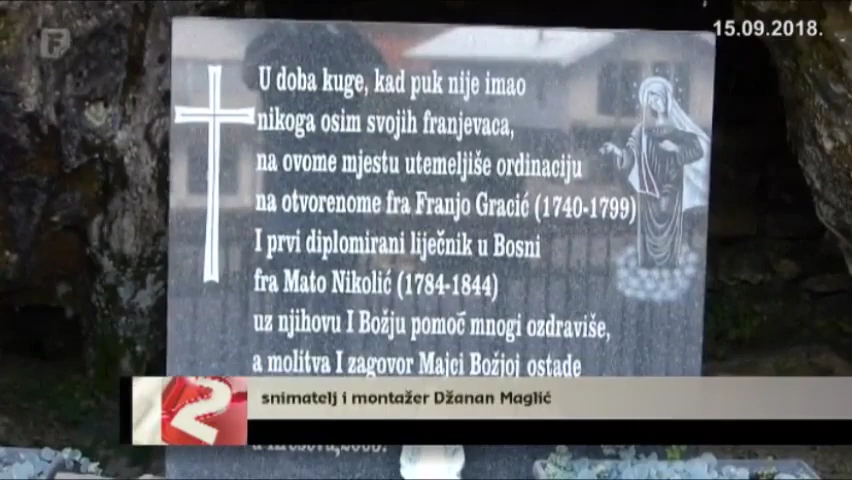 F
15.09.2018.
U doba kuge, kad puk nije imao
nikoga osim svojih franjevaca,
na ovome mjestu utemeljiše ordinaciju
na otvorenome fra Franjo Gracić (1740-1799)
I prvi diplomirani liječnik u Bosni
fra Mato Nikolić (1784-1844)
uz njihovu I Božju pomoć mnogi ozdraviše,
a molitva I zagovor Majci Božjoj ostade
2
snimatelj i montažer Džanan Maglić